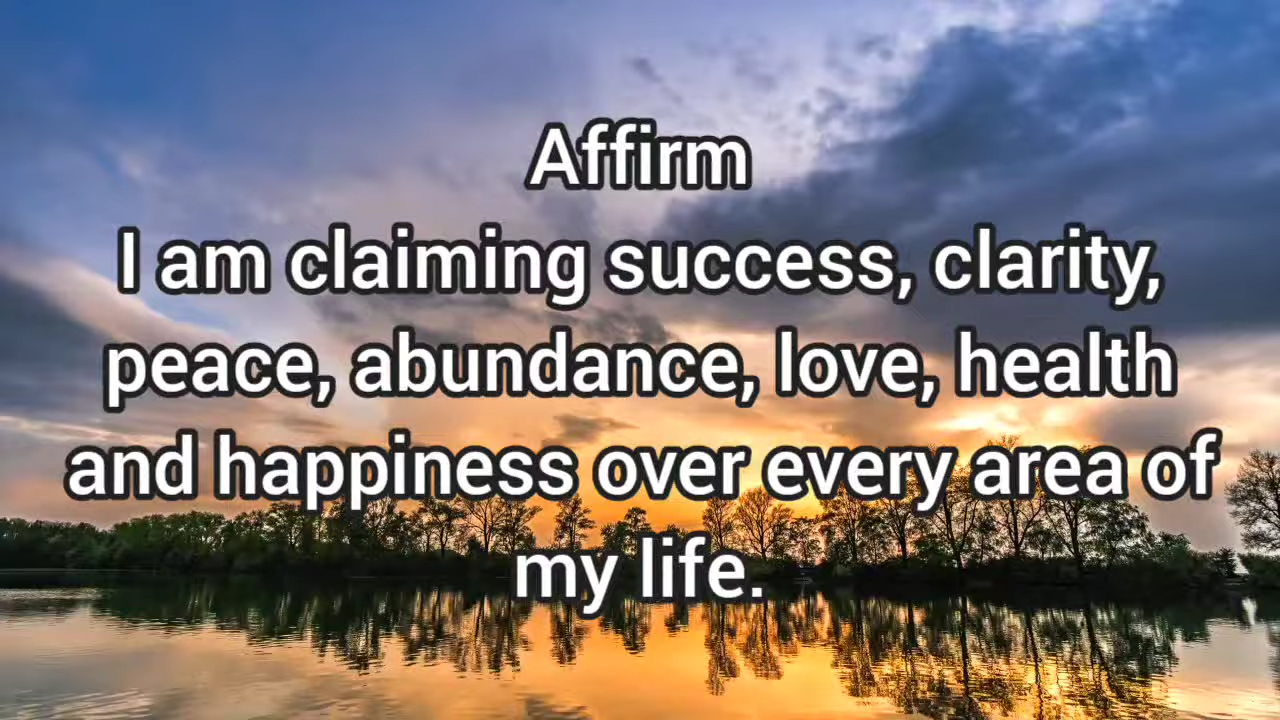 Affirm
I am claiming success, clarity,
peace, abundance, love, health
and happiness over every area of
my life.